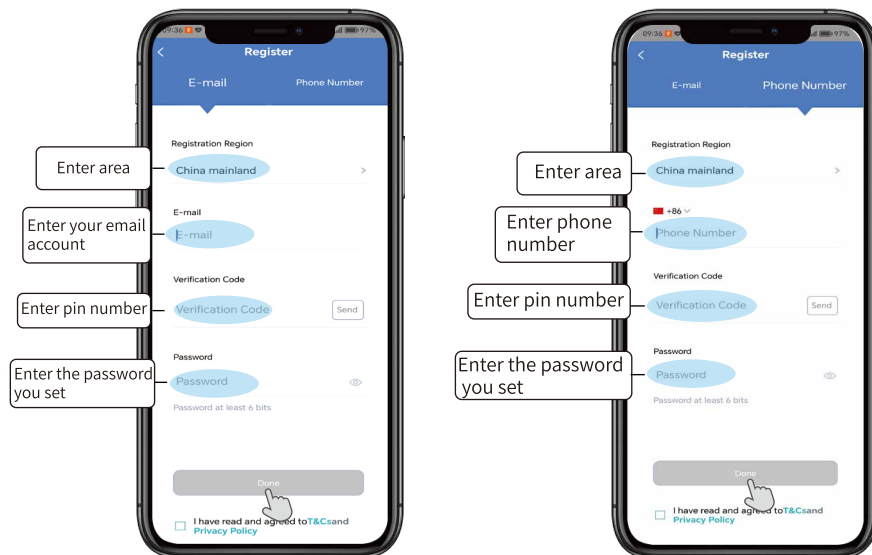 09:36
97%
Register
E-mail
Phone Number
Registration Region
Enter area
China mainland
E-mail
Enter your email
account
E-mail
Verification Code
Enter pin number
Verification Code
Send
Password
Enter the password
you set
Password
Password at least 6 bits
Done
I have read and agreed toT&Csand
Privacy Policy
09:36
97%
Register
E-mail
Phone Number
Registration Region
Enter area
China mainland
+86
Enter phone
number
Phone Number
Verification Code
Enter pin number
Verification Code
Send
Password
Enter the password
you set
Password
Password at least 6 bits
Done
I have read and agreed toT&Csand
Privacy Policy